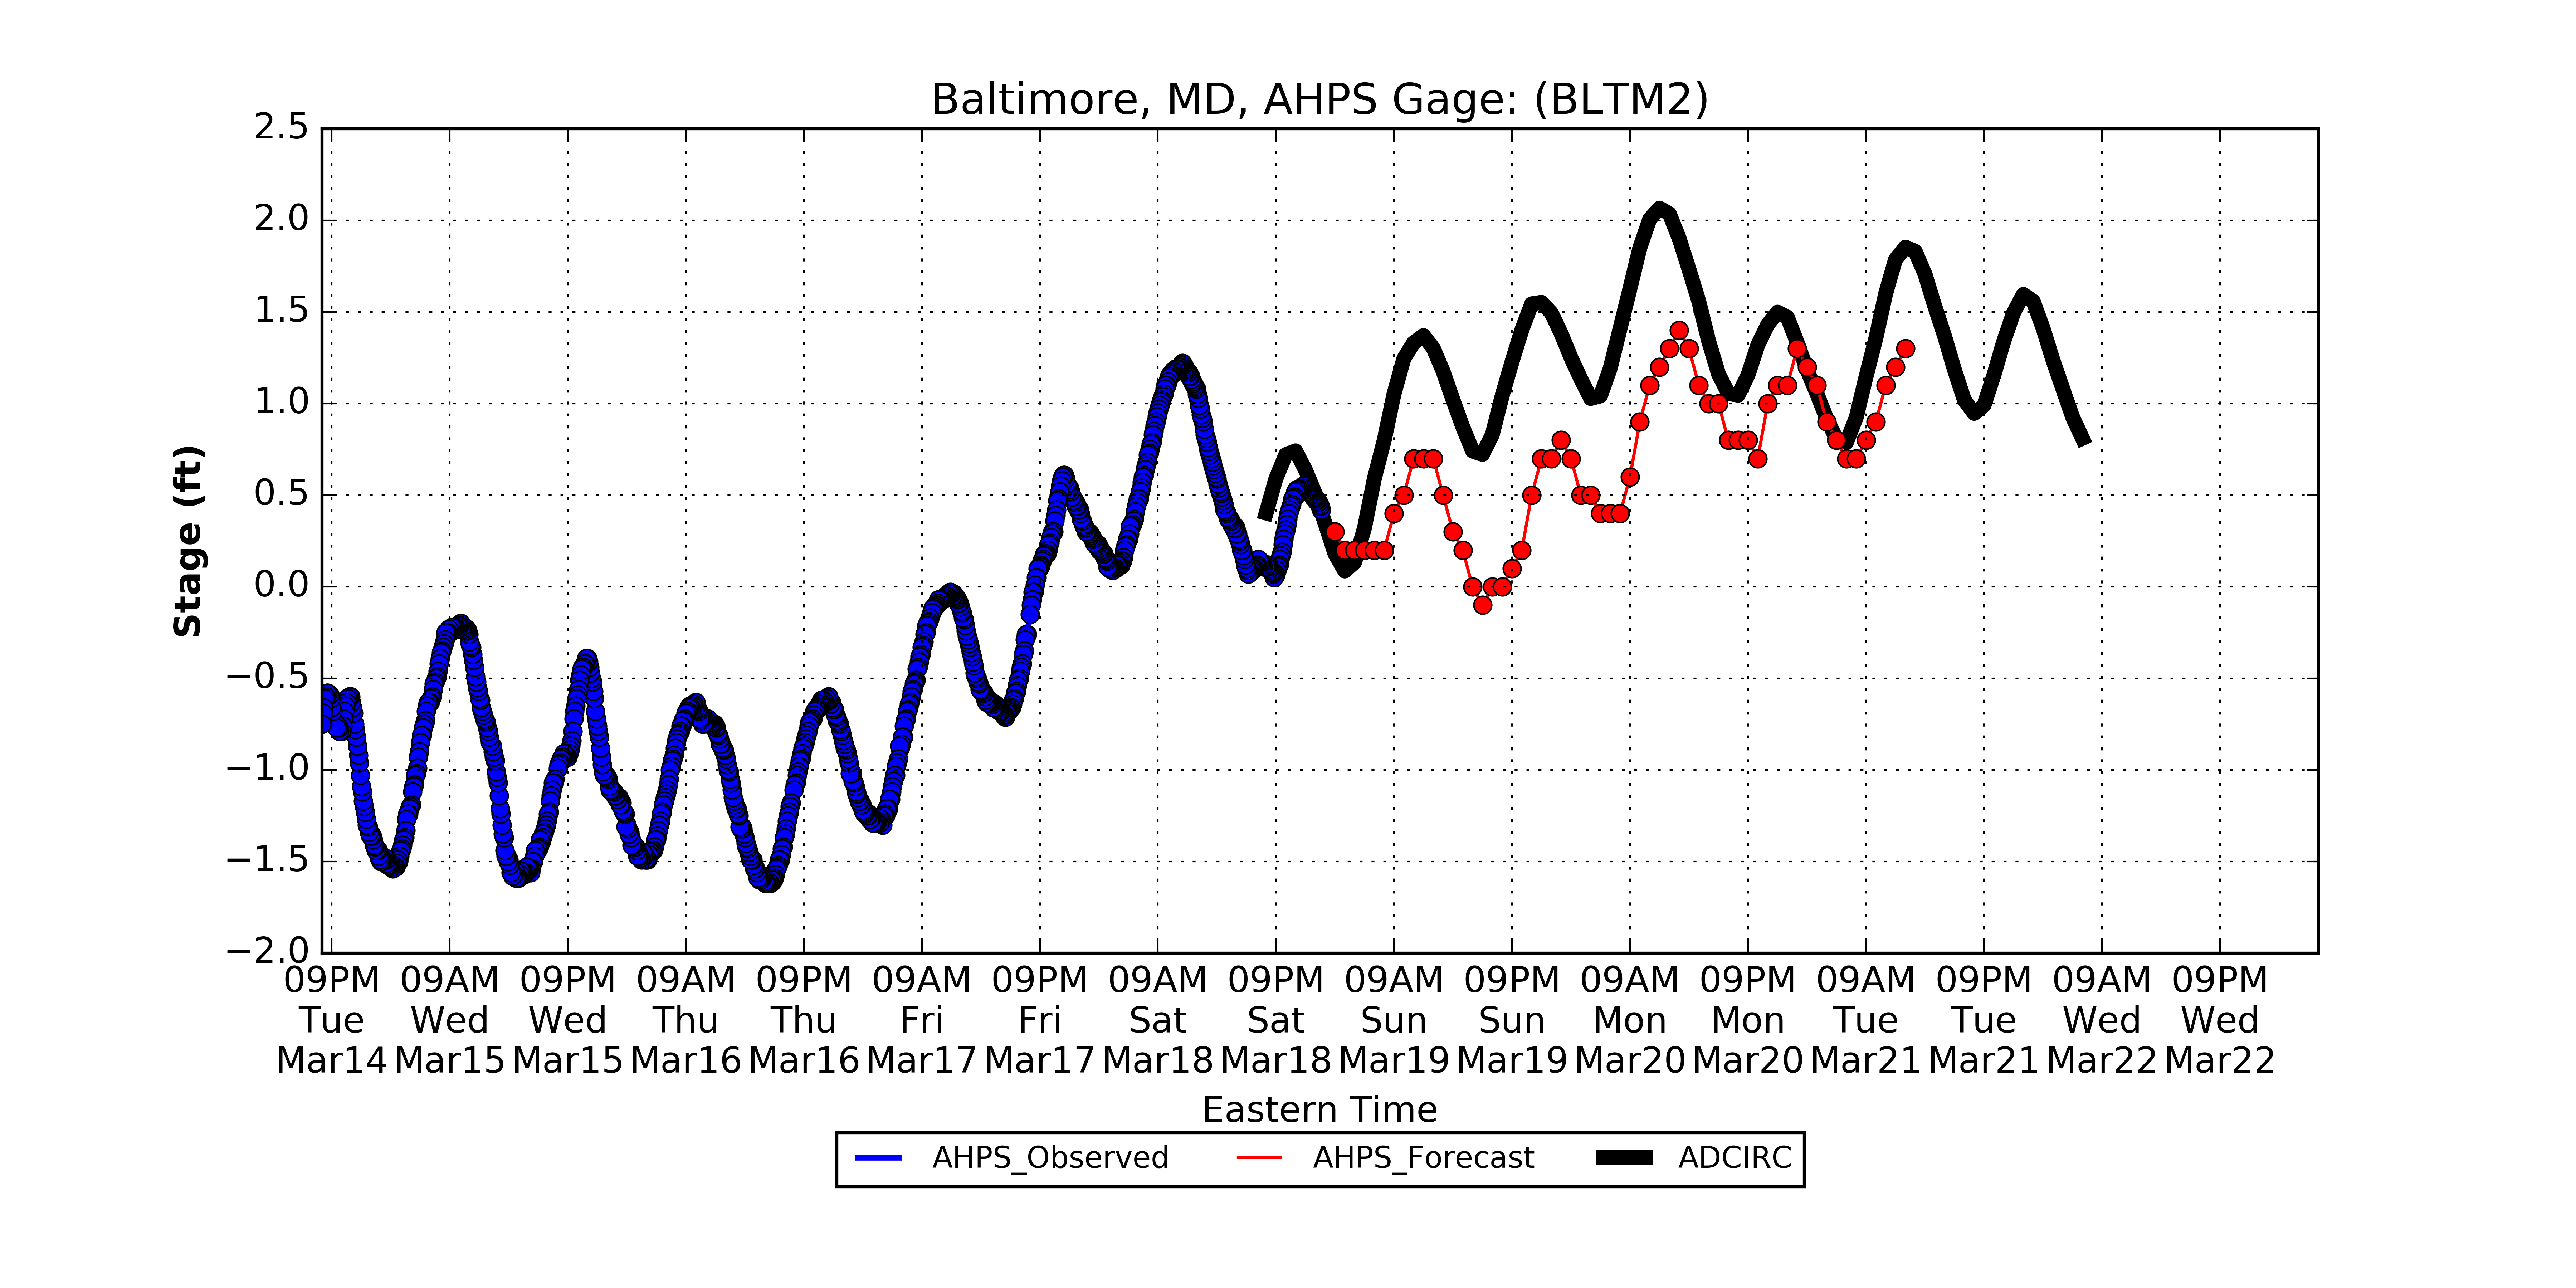 Baltimore, MD, AHPS Gage: (BLTM2)
2.5
2.0
1.5
1.0
0.5
0.0
−0.5
−1.0
−1.5
−2.0
Stage (ft)
09PM 09AM 09PM 09AM 09PM 09AM 09PM 09AM 09PM 09AM 09PM 09AM 09PM 09AM 09PM 09AM 09PM
Tue Wed Wed Thu Thu Fri Fri Sat Sat Sun Sun Mon Mon Tue Tue Wed Wed
Mar14 Mar15 Mar15 Mar16 Mar16 Mar17 Mar17 Mar18 Mar18 Mar19 Mar19 Mar20 Mar20 Mar21 Mar21 Mar22 Mar22
Eastern Time
AHPS_Observed AHPS_Forecast ADCIRC